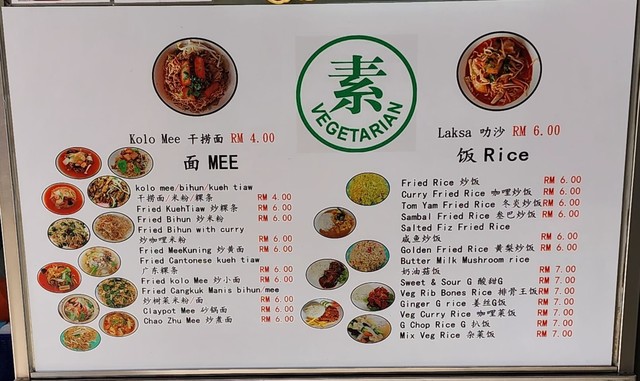 素
VEGETARIAN
Kolo Mee 干捞面 RM 4.00
Laksa 叻沙 RM 6.00
面 MEE
kolo mee/bihun/kueh tiaw
干捞面/米粉/粿条 RM 4.00
Fried KuehTiaw 炒粿条 RM 6.00
Fried Bihun 炒米粉 RM 6.00
Fried Bihun with curry
炒咖哩米粉 RM 6.00
Fried MeeKuning 炒黄面 RM 6.00
Fried Cantonese kueh tiaw
广东粿条 RM 6.00
Fried kolo Mee 炒小面 RM 6.00
Fried Cangkuk Manis bihun/mee
炒树菜米粉/面 RM 6.00
Claypot Mee 砂锅面 RM 6.00
Chao Zhu Mee 炒煮面 RM 6.00
饭 Rice
Fried Rice 炒饭 RM 6.00
Curry Fried Rice 咖哩炒饭 RM 6.00
Tom Yam Fried Rice 冬炎炒饭 RM 6.00
Sambal Fried Rice 叁巴炒饭 RM 6.00
Salted Fiz Fried Rice
咸鱼炒饭 RM 6.00
Golden Fried Rice 黄梨炒饭 RM 6.00
Butter Milk Mushroom rice
奶油菇饭 RM 7.00
Sweet & Sour G 酸甜G RM 7.00
Veg Rib Bones Rice 排骨王饭 RM 7.00
Ginger G rice 姜丝G饭 RM 7.00
Veg Curry Rice 咖哩菜饭 RM 7.00
G Chop Rice G 扒饭 RM 7.00
Mix Veg Rice 杂菜饭 RM 7.00